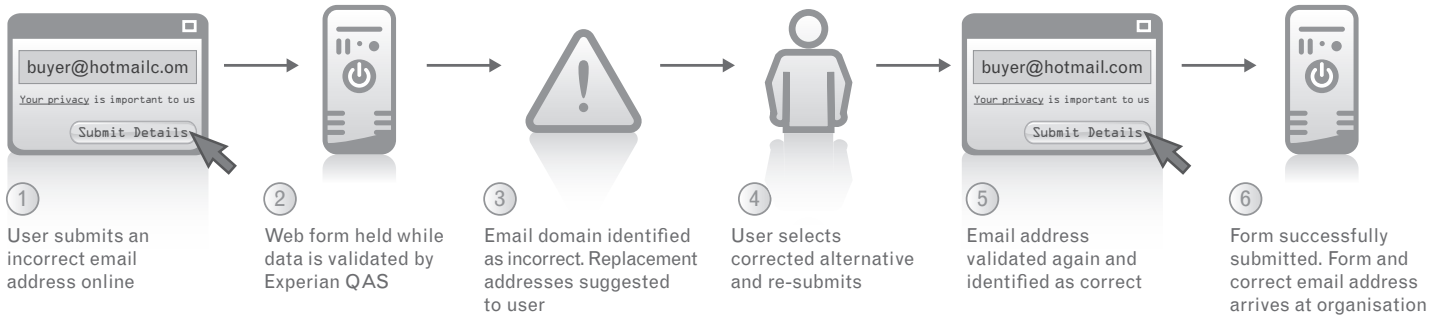 buyer@hotmailc.om
Your privacy is important to us
Submit Details
1
User submits an
incorrect email
address online
2
Web form held while
data is validated by
Experian QAS
!
3
Email domain identified
as incorrect. Replacement
addresses suggested
to user
4
User selects
corrected alternative
and re-submits
buyer@hotmail.com
Your privacy is important to us
Submit Details
5
Email address
validated again and
identified as correct
6
Form successfully
submitted. Form and
correct email address
arrives at organisation